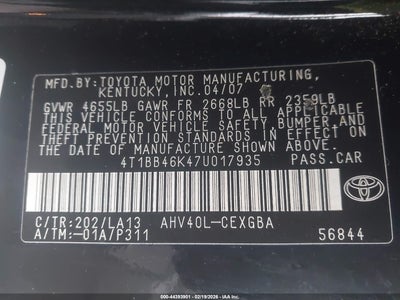 MFD.BY:TOYOTA MOTOR MANUFACTURING,
KENTUCKY, INC.04/07
GVWR 4655LB GAWR FR 2668LB RR 2359LB
THIS VEHICLE CONFORMS TO ALL APPLICABLE
FEDERAL MOTOR VEHICLE SAFETY, BUMPER, AND
THEFT PREVENTION STANDARDS IN EFFECT ON
THE DATE OF MANUFACTURE SHOWN ABOVE.
4T1BB46K47U017935 PASS.CAR
TOYOTA
C/TR:202/LA13 AHV40L-CEXGBA
A/TM:-01A/P311 56844
000 - 44393901 - 02/19/2026 - IAA Inc.